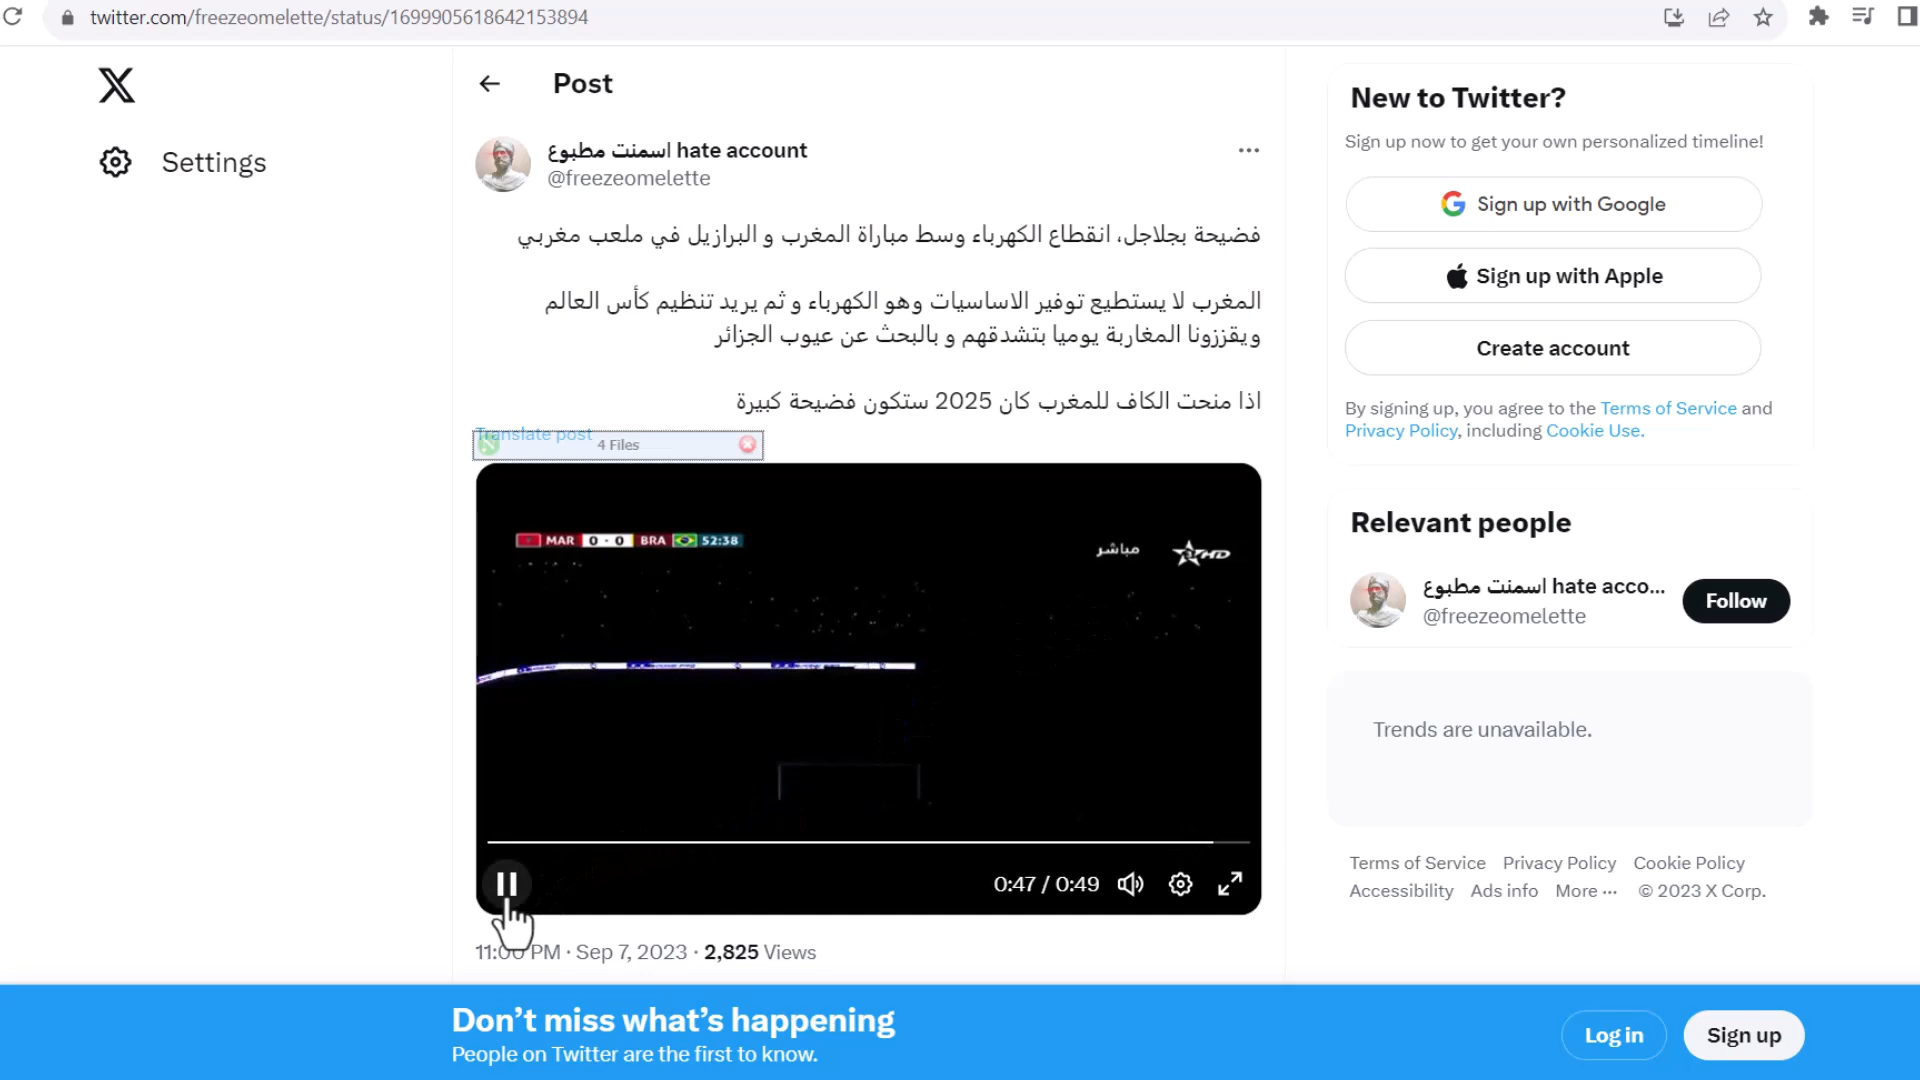 twitter.com/freezeomelette/status/1699905618642153894
Settings
Post
اسمنت مطبوع hate account
@freezeomelette
فضيحة بجلاجل، انقطاع الكهرباء وسط مباراة المغرب و البرازيل في ملعب مغربي
المغرب لا يستطيع توفير الاساسيات وهو الكهرباء و ثم يريد تنظيم كأس العالم
ويقززونا المغاربة يوميا بتشدقهم و بالبحث عن عيوب الجزائر
اذا منحت الكاف للمغرب كان 2025 ستكون فضيحة كبيرة
Translate post
4 Files
MAR 0 - 0 BRA 52:38
مباشر
HD
0:47 / 0:49
11:00 PM · Sep 7, 2023 · 2,825 Views
New to Twitter?
Sign up now to get your own personalized timeline!
Sign up with Google
Sign up with Apple
Create account
By signing up, you agree to the Terms of Service and
Privacy Policy, including Cookie Use.
Relevant people
اسمنت مطبوع hate acco...
@freezeomelette
Follow
Trends are unavailable.
Terms of Service Privacy Policy Cookie Policy
Accessibility Ads info More ··· © 2023 X Corp.
Don’t miss what’s happening
People on Twitter are the first to know.
Log in
Sign up